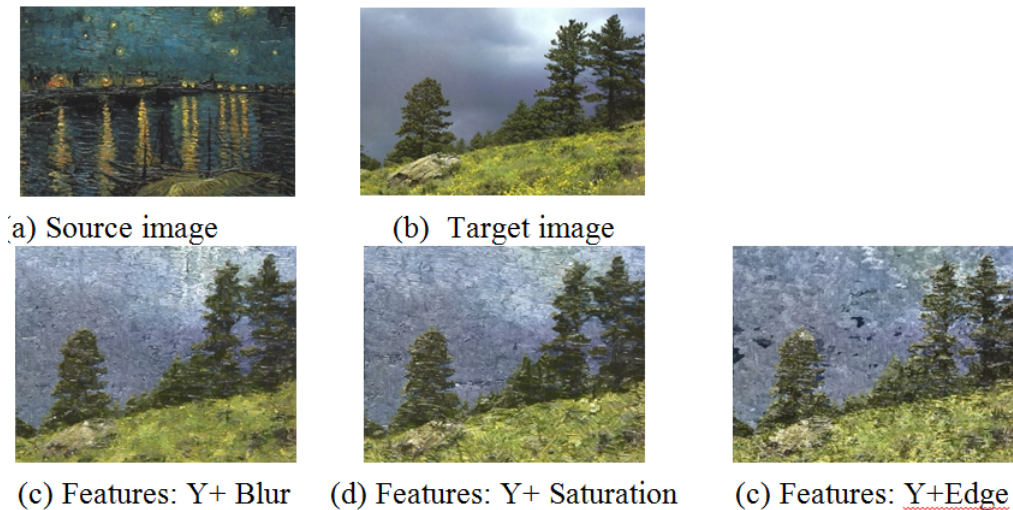 (a) Source image
(b) Target image
(c) Features: Y+ Blur
(d) Features: Y+ Saturation
(c) Features: Y+Edge